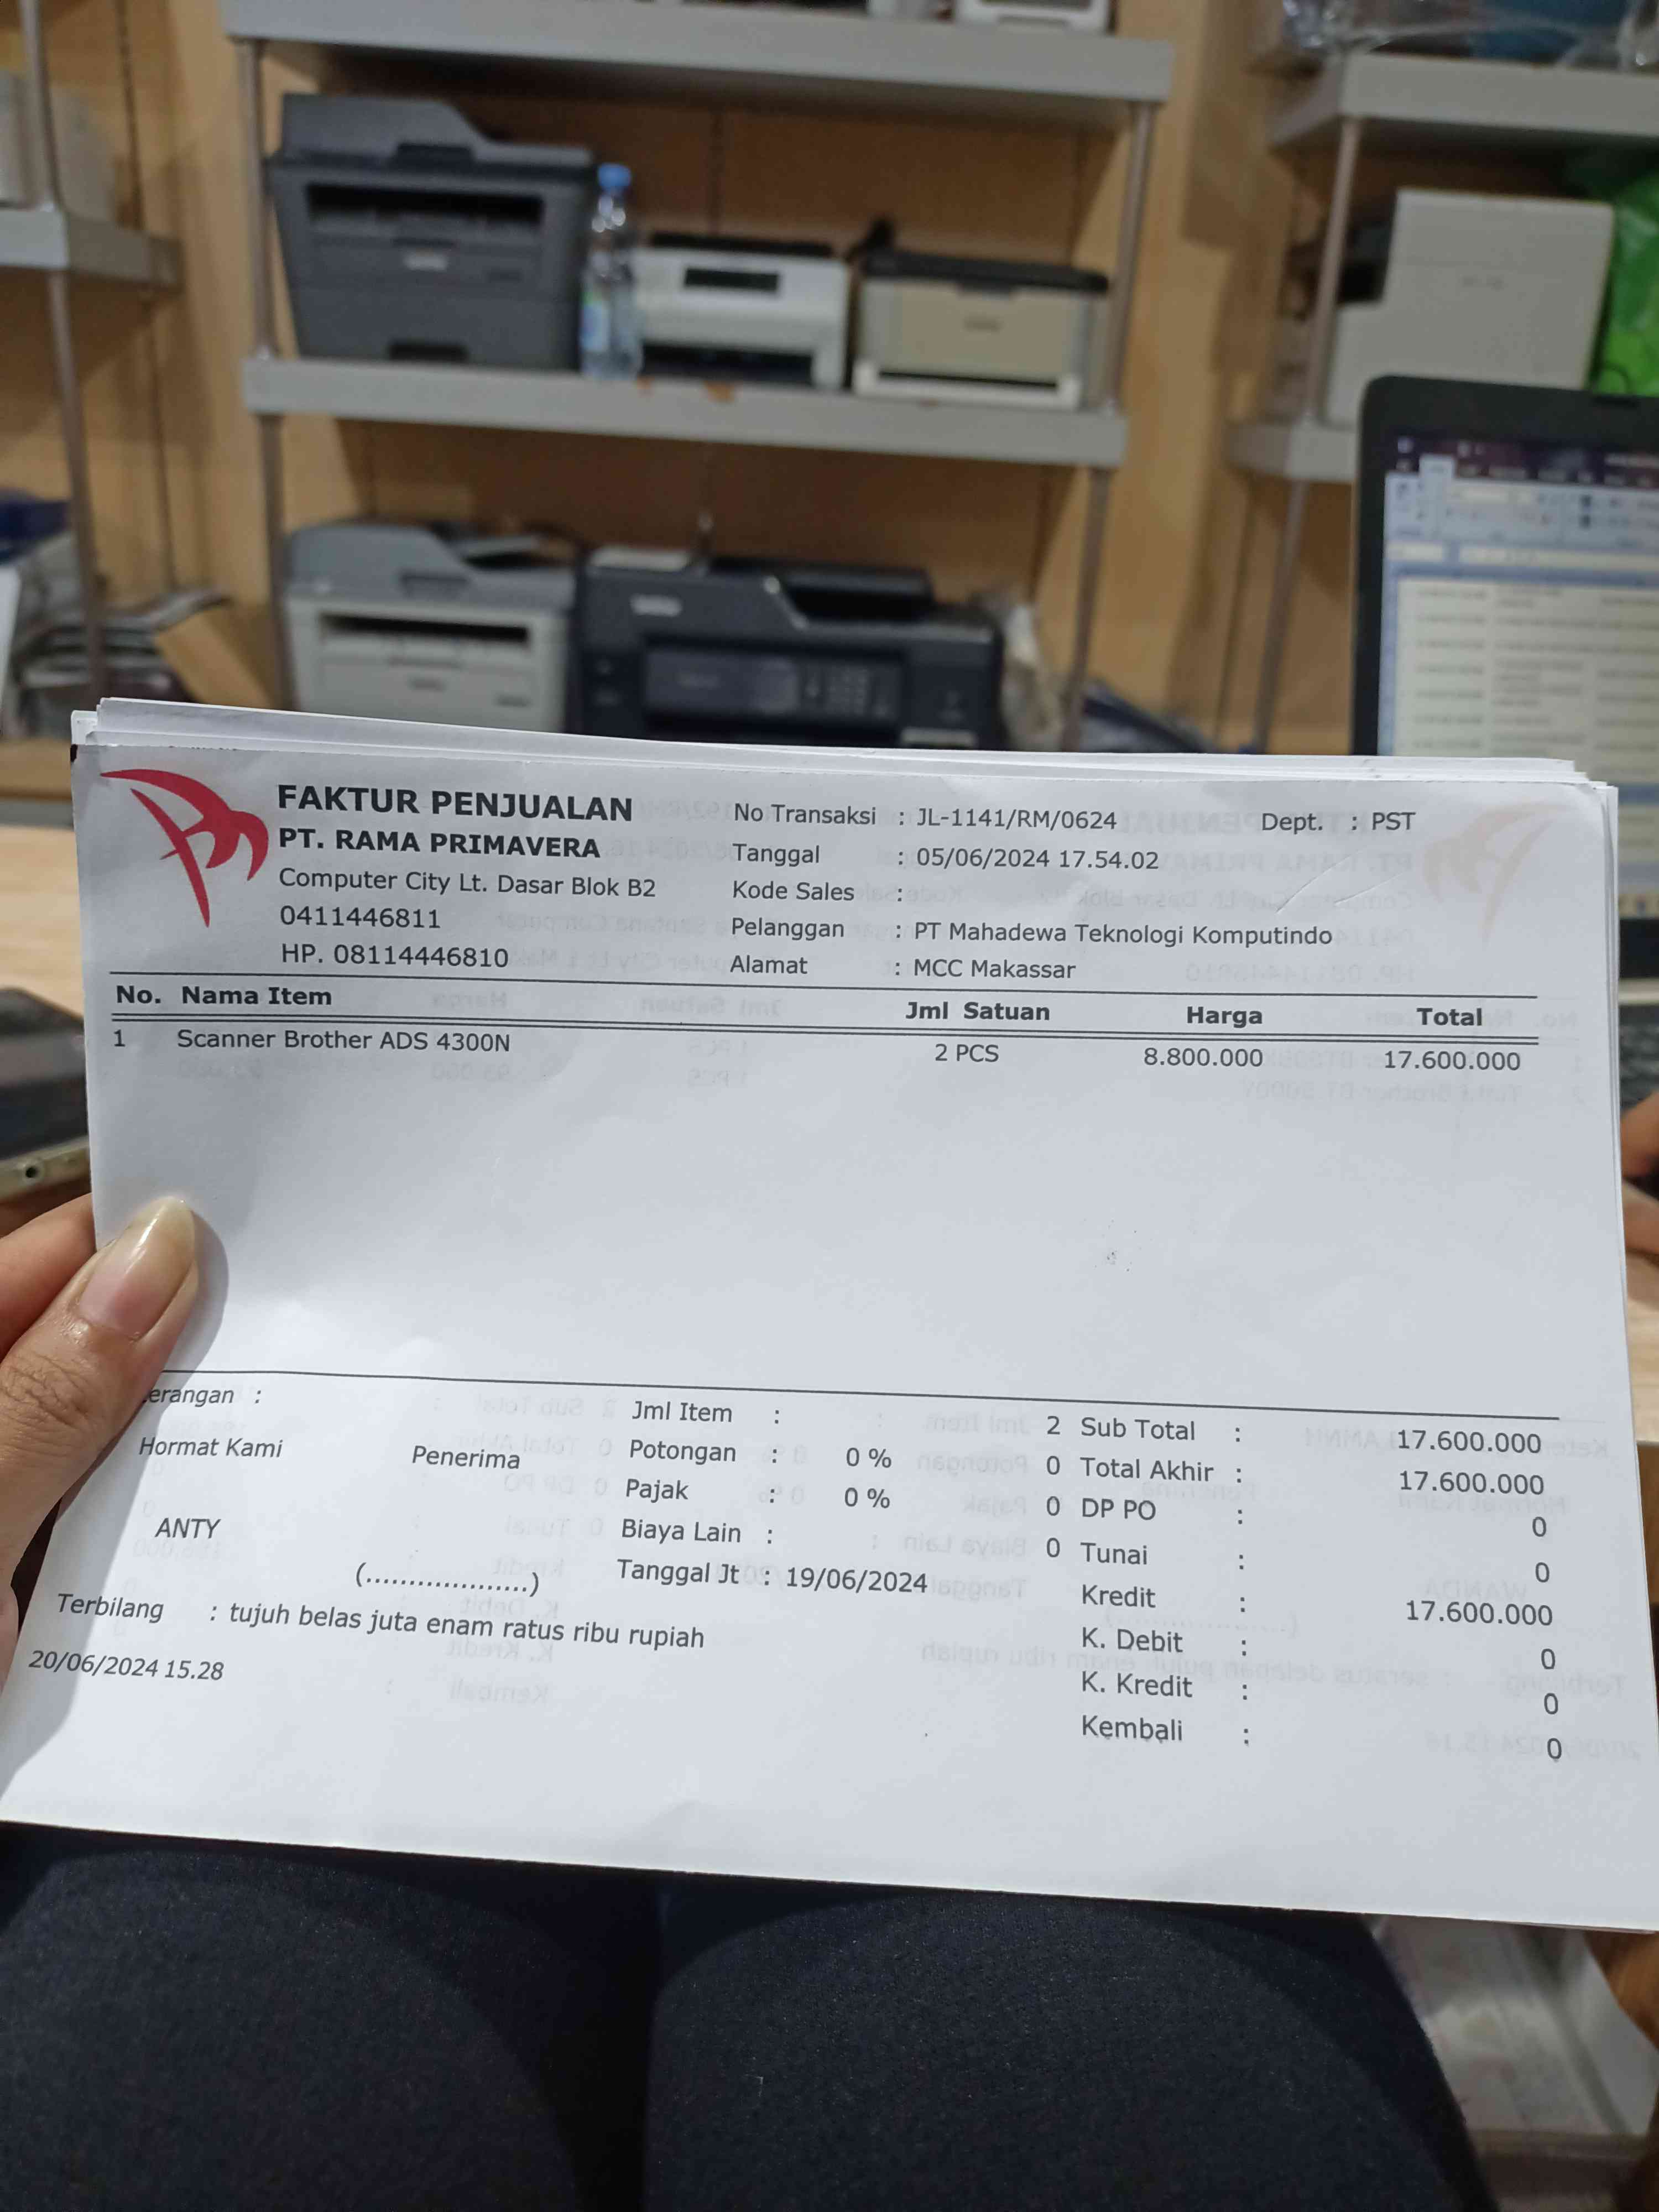 FAKTUR PENJUALAN
PT. RAMA PRIMAVERA
Computer City Lt. Dasar Blok B2
0411446811
HP. 08114446810
No Transaksi : JL-1141/RM/0624 Dept. : PST
Tanggal : 05/06/2024 17.54.02
Kode Sales :
Pelanggan : PT Mahadewa Teknologi Komputindo
Alamat : MCC Makassar
No. Nama Item Jml Satuan Harga Total
1 Scanner Brother ADS 4300N 2 PCS 8.800.000 17.600.000
erangan :
Hormat Kami Penerima
ANTY
(...................)
Jml Item : 2
Potongan : 0 % 0
Pajak : 0 % 0
Biaya Lain : 0
Tanggal Jt : 19/06/2024
Sub Total : 17.600.000
Total Akhir : 17.600.000
DP PO : 0
Tunai : 0
Kredit : 17.600.000
K. Debit : 0
K. Kredit : 0
Kembali : 0
Terbilang : tujuh belas juta enam ratus ribu rupiah
20/06/2024 15.28